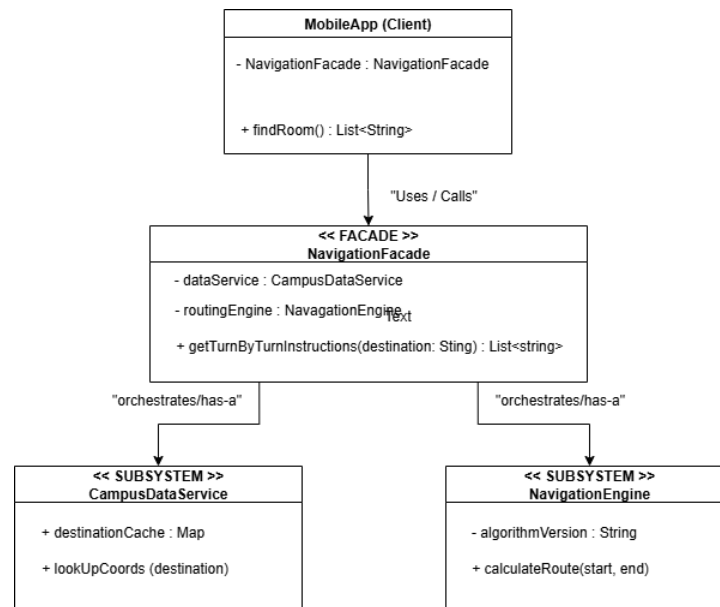 MobileApp (Client)
- NavigationFacade : NavigationFacade
+ findRoom() : List<String>
"Uses / Calls"
<< FACADE >>
NavigationFacade
- dataService : CampusDataService
- routingEngine : NavagationEngine
Text
+ getTurnByTurnInstructions(destination: Sting) : List<string>
"orchestrates/has-a"
"orchestrates/has-a"
<< SUBSYSTEM >>
CampusDataService
+ destinationCache : Map
+ lookUpCoords (destination)
<< SUBSYSTEM >>
NavigationEngine
- algorithmVersion : String
+ calculateRoute(start, end)